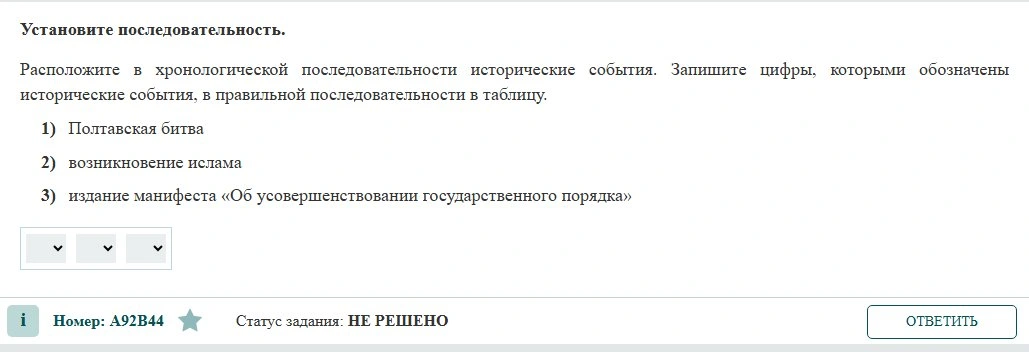 Установите последовательность.
Расположите в хронологической последовательности исторические события. Запишите цифры, которыми обозначены
исторические события, в правильной последовательности в таблицу.
1) Полтавская битва
2) возникновение ислама
3) издание манифеста «Об усовершенствовании государственного порядка»
i Номер: A92B44 Статус задания: НЕ РЕШЕНО ОТВЕТИТЬ